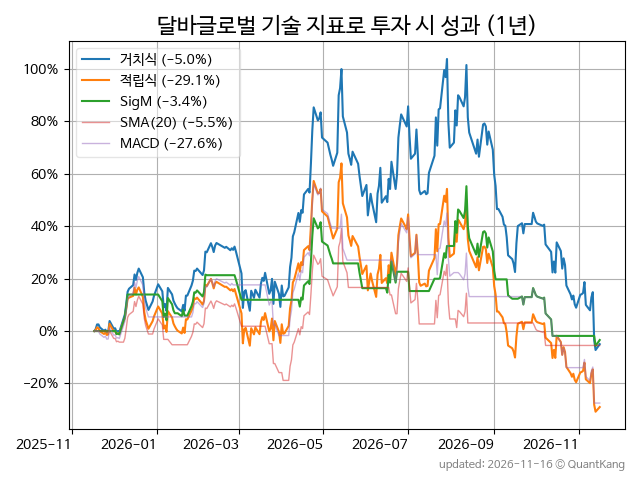 달바글로벌 기술 지표로 투자 시 성과 (1년)
거치식 (−5.0%)
적립식 (−29.1%)
SigM (−3.4%)
SMA(20) (−5.5%)
MACD (−27.6%)
100%
80%
60%
40%
20%
0%
−20%
2025-11 2026-01 2026-03 2026-05 2026-07 2026-09 2026-11
updated: 2026-11-16 © QuantKang